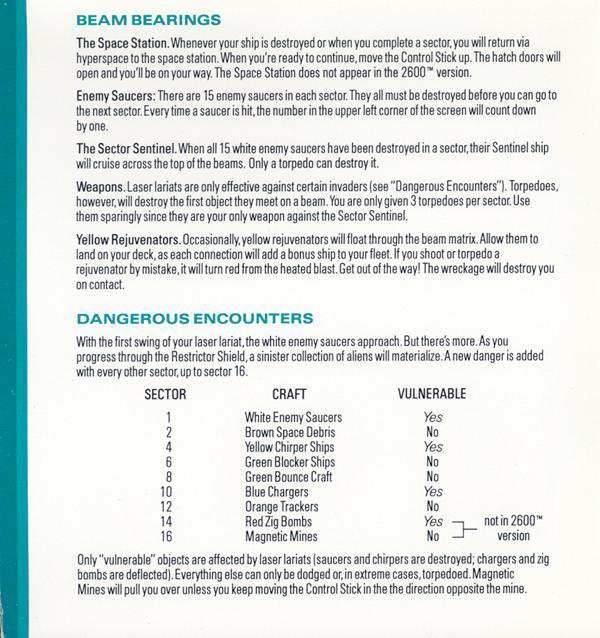 BEAM BEARINGS
The Space Station. Whenever your ship is destroyed or when you complete a sector, you will return via
hyperspace to the space station. When you're ready to continue, move the Control Stick up. The hatch doors will
open and you'll be on your way. The Space Station does not appear in the 2600™ version.
Enemy Saucers: There are 15 enemy saucers in each sector. They all must be destroyed before you can go to
the next sector. Every time a saucer is hit, the number in the upper left corner of the screen will count down
by one.
The Sector Sentinel. When all 15 white enemy saucers have been destroyed in a sector, their Sentinel ship
will cruise across the top of the beams. Only a torpedo can destroy it.
Weapons. Laser lariats are only effective against certain invaders (see "Dangerous Encounters"). Torpedoes,
however, will destroy the first object they meet on a beam. You are only given 3 torpedoes per sector. Use
them sparingly since they are your only weapon against the Sector Sentinel.
Yellow Rejuvenators. Occasionally, yellow rejuvenators will float through the beam matrix. Allow them to
land on your deck, as each connection will add a bonus ship to your fleet. If you shoot or torpedo a
rejuvenator by mistake, it will turn red from the heated blast. Get out of the way! The wreckage will destroy you
on contact.
DANGEROUS ENCOUNTERS
With the first swing of your laser lariat, the white enemy saucers approach. But there's more. As you
progress through the Restrictor Shield, a sinister collection of aliens will materialize. A new danger is added
with every other sector, up to sector 16.
SECTOR CRAFT VULNERABLE
1 White Enemy Saucers Yes
2 Brown Space Debris No
4 Yellow Chirper Ships Yes
6 Green Blocker Ships No
8 Green Bounce Craft No
10 Blue Chargers Yes
12 Orange Trackers No
14 Red Zig Bombs Yes not in 2600™
16 Magnetic Mines No version
Only "vulnerable" objects are affected by laser lariats (saucers and chirpers are destroyed; chargers and zig
bombs are deflected). Everything else can only be dodged or, in extreme cases, torpedoed. Magnetic
Mines will pull you over unless you keep moving the Control Stick in the the direction opposite the mine.